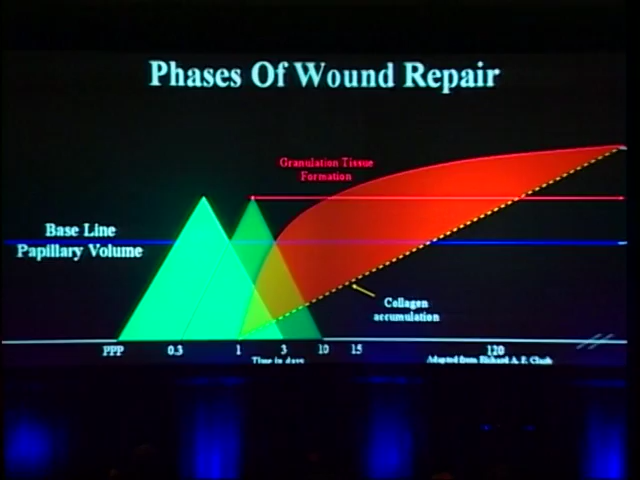 Phases Of Wound Repair
Granulation Tissue
Formation
Base Line
Papillary Volume
Collagen
accumulation
PPP 0.3 1 3 10 15 120
Time in days
Adapted from Richard A. F. Clark